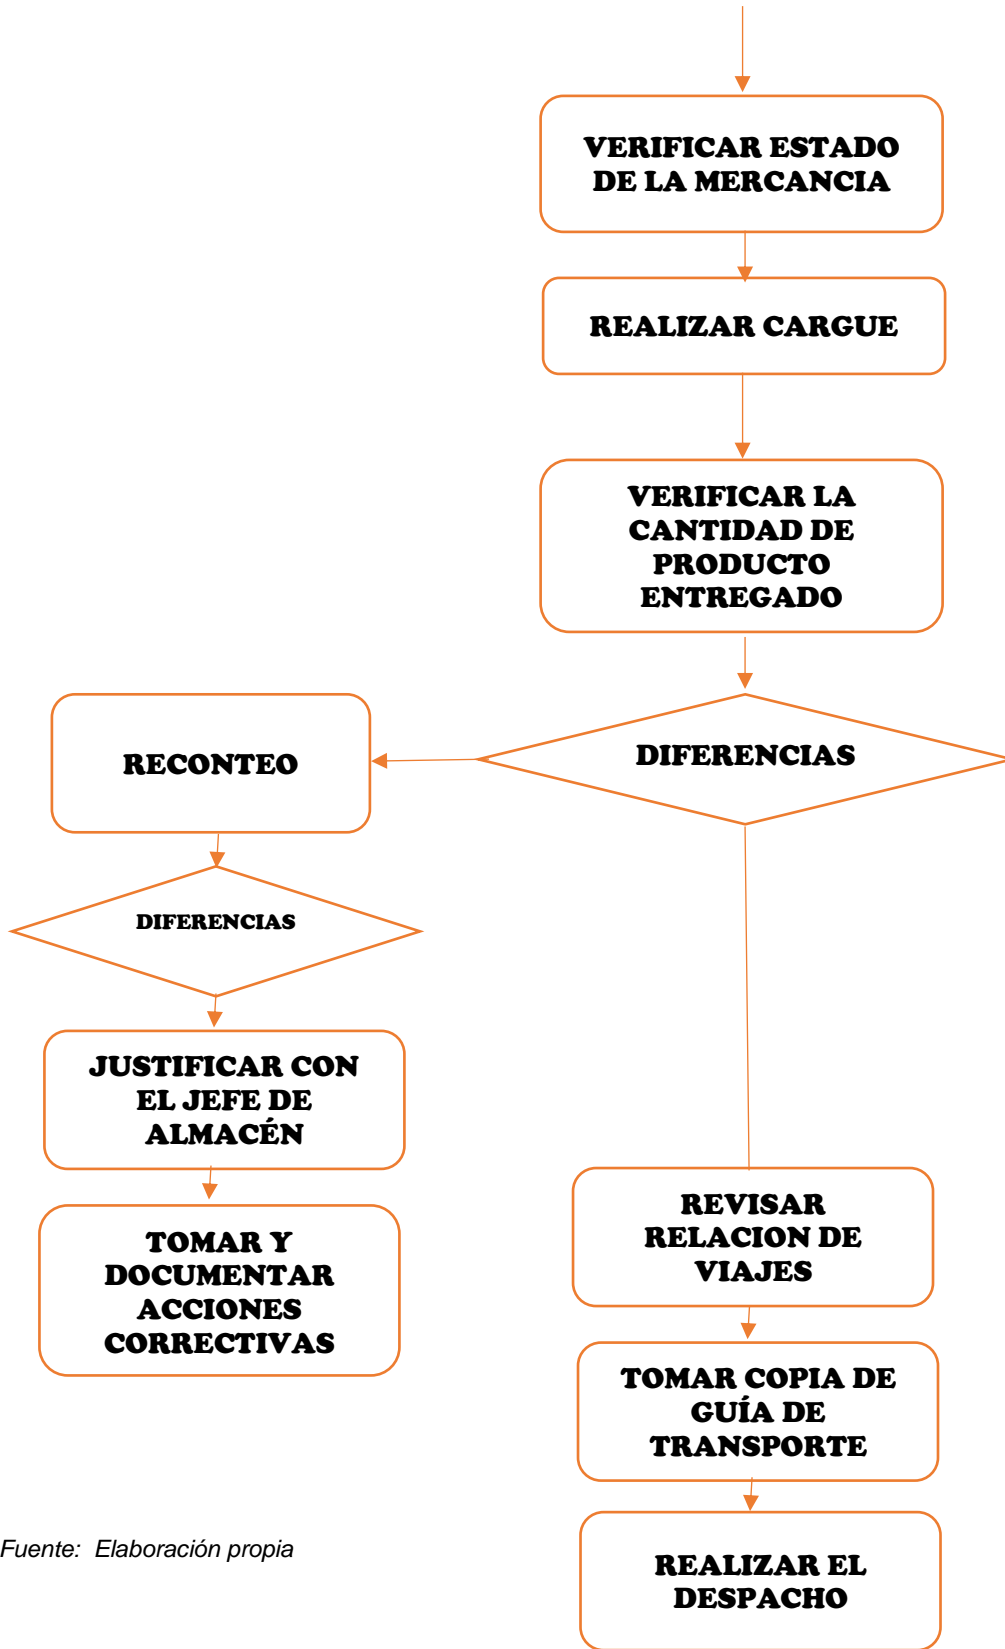 VERIFICAR ESTADO
DE LA MERCANCIA
REALIZAR CARGUE
VERIFICAR LA
CANTIDAD DE
PRODUCTO
ENTREGADO
DIFERENCIAS
RECONTEO
DIFERENCIAS
JUSTIFICAR CON
EL JEFE DE
ALMACÉN
TOMAR Y
DOCUMENTAR
ACCIONES
CORRECTIVAS
REVISAR
RELACION DE
VIAJES
TOMAR COPIA DE
GUÍA DE
TRANSPORTE
REALIZAR EL
DESPACHO
Fuente: Elaboración propia